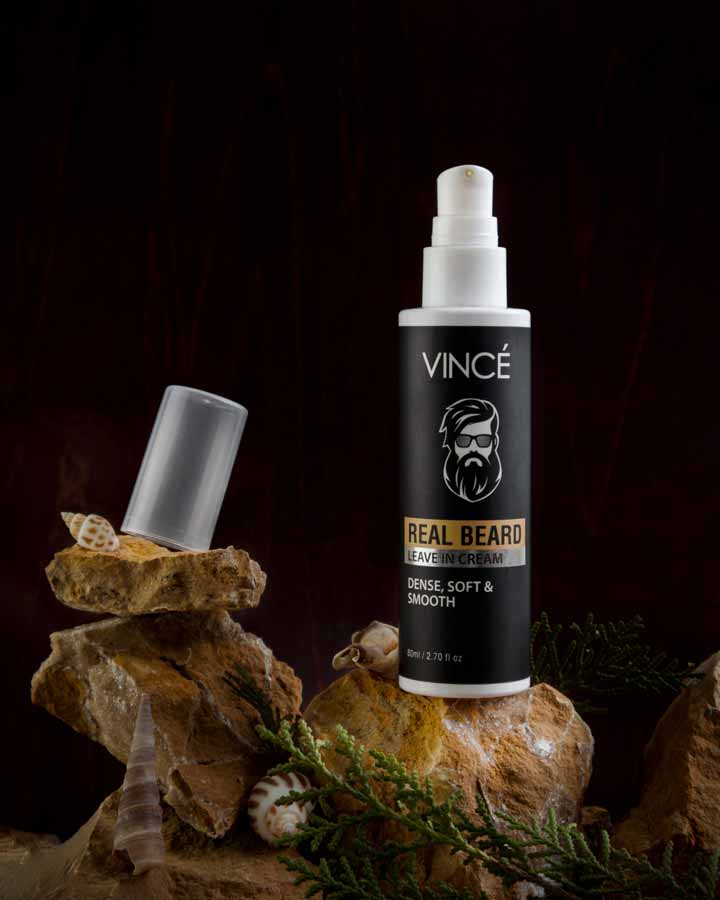 VINCÉ
REAL BEARD
LEAVE IN CREAM
DENSE, SOFT &
SMOOTH
80ml / 2.70 fl oz